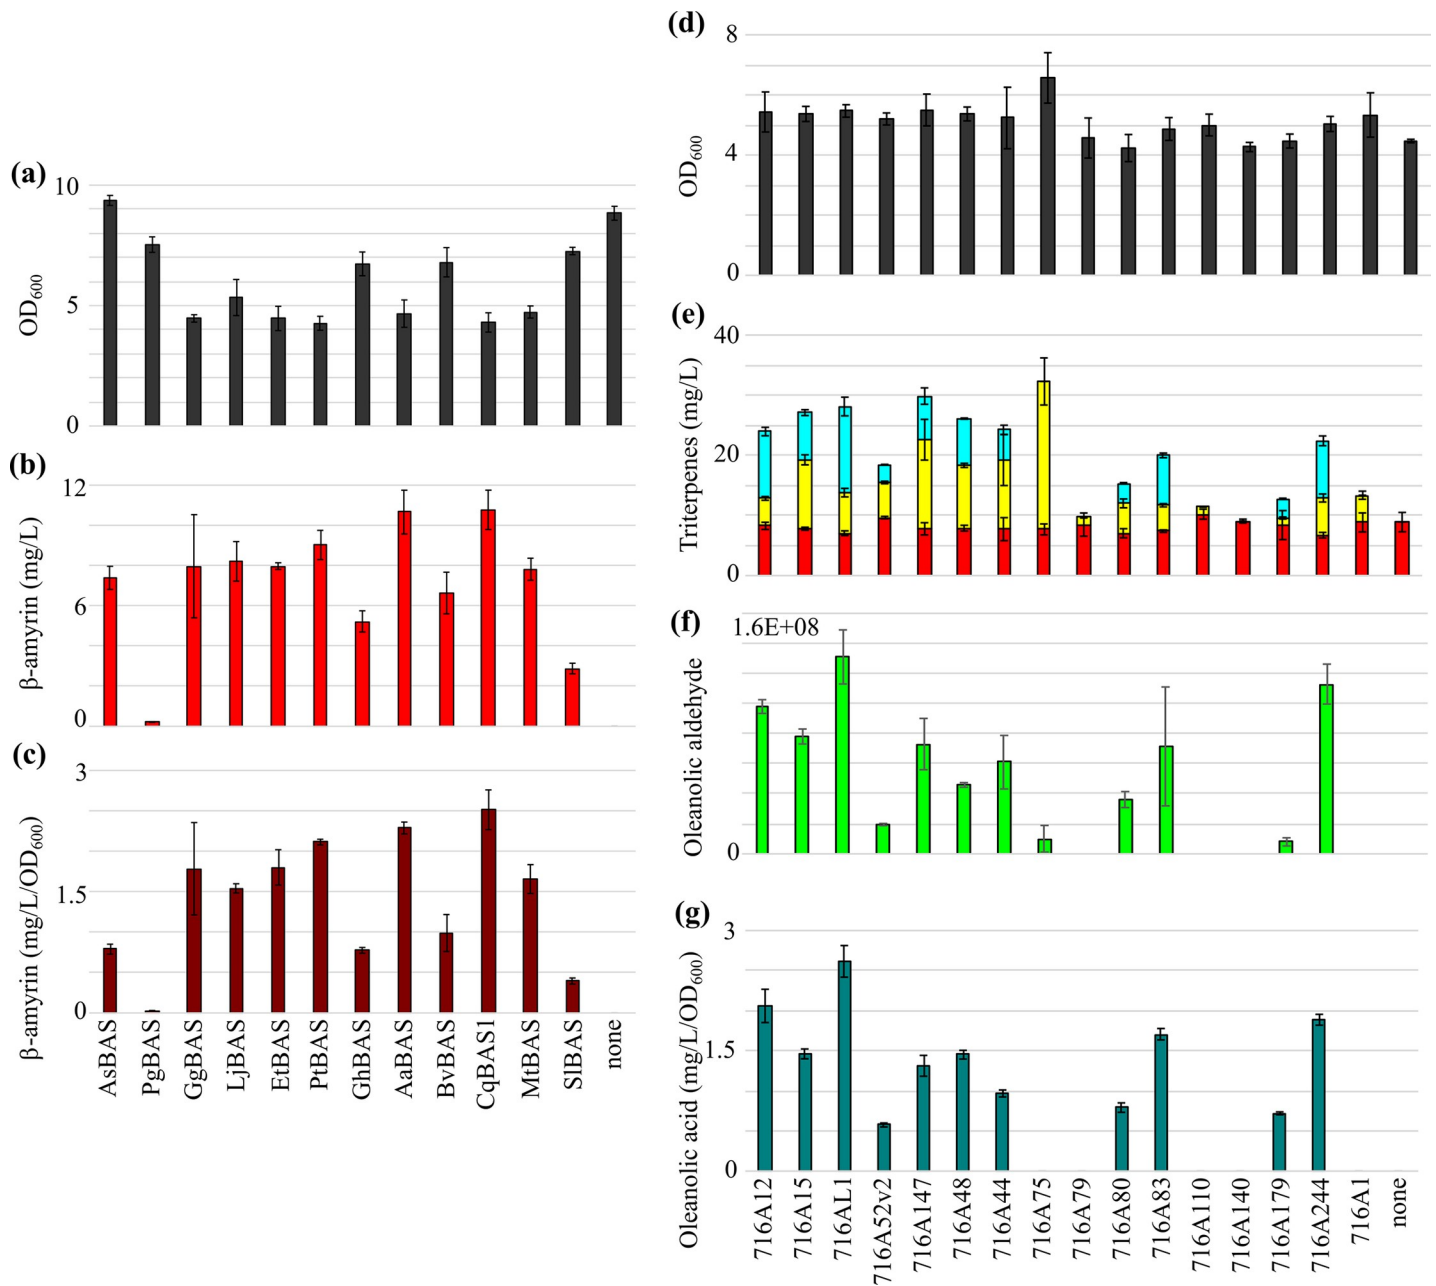 (a)
10
5
0
OD600
(b)
12
6
0
β-amyrin (mg/L)
(c)
3
1.5
0
β-amyrin (mg/L/OD600)
AsBAS
PgBAS
GgBAS
LjBAS
EtBAS
PtBAS
GhBAS
AaBAS
BvBAS
CqBAS1
MtBAS
SlBAS
none
(d)
8
4
0
OD600
(e)
40
20
0
Triterpenes (mg/L)
(f)
1.6E+08
0
Oleanolic aldehyde
(g)
3
1.5
0
Oleanolic acid (mg/L/OD600)
716A12
716A15
716AL1
716A52v2
716A147
716A48
716A44
716A75
716A79
716A80
716A83
716A110
716A140
716A179
716A244
716A1
none